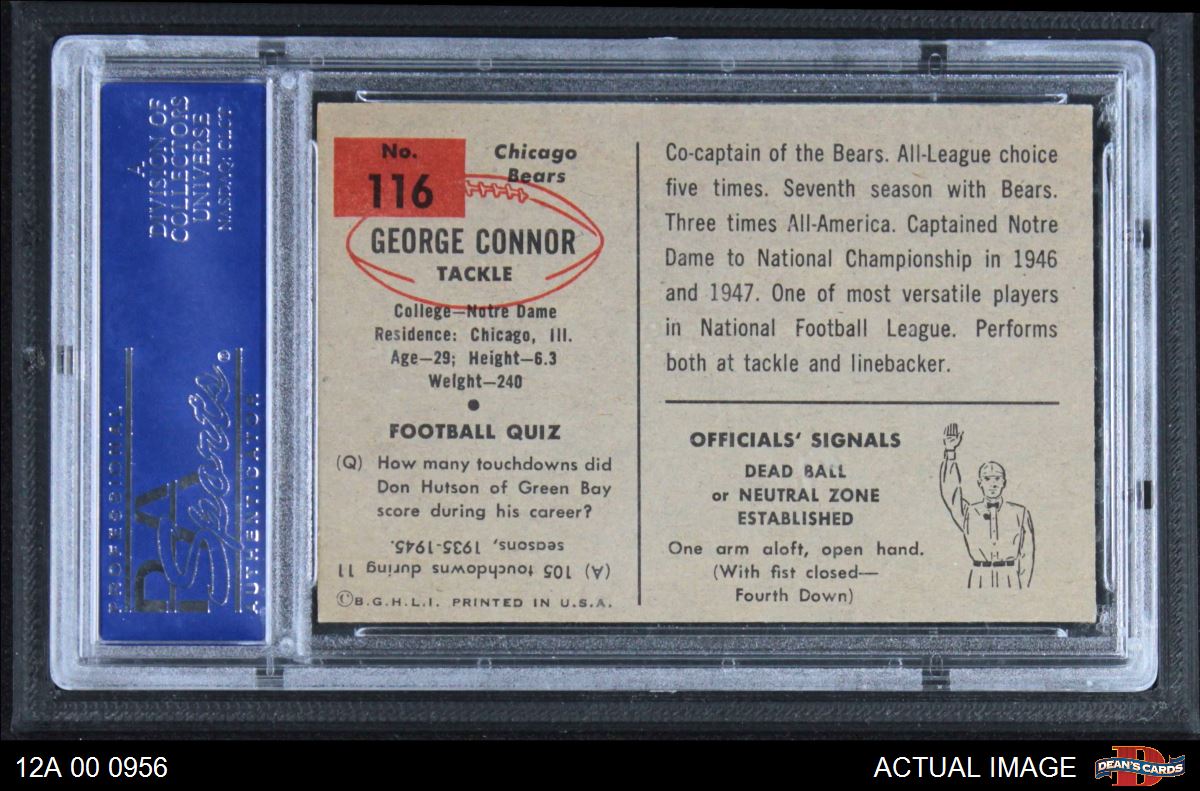 A
DIVISION OF
COLLECTORS
UNIVERSE
NASDAQ: CLCT
PROFESSIONAL
PSA
Sports®
AUTHENTICATOR
No.
116
Chicago
Bears
GEORGE CONNOR
TACKLE
College—Notre Dame
Residence: Chicago, Ill.
Age—29; Height—6.3
Weight—240
FOOTBALL QUIZ
(Q) How many touchdowns did
Don Hutson of Green Bay
score during his career?
(A) 105 touchdowns during 11
seasons, 1935-1945.
©B.G.H.L.I. PRINTED IN U.S.A.
Co-captain of the Bears. All-League choice
five times. Seventh season with Bears.
Three times All-America. Captained Notre
Dame to National Championship in 1946
and 1947. One of most versatile players
in National Football League. Performs
both at tackle and linebacker.
OFFICIALS' SIGNALS
DEAD BALL
or NEUTRAL ZONE
ESTABLISHED
One arm aloft, open hand.
(With fist closed—
Fourth Down)
12A 00 0956
ACTUAL IMAGE
D
DEAN'S CARDS